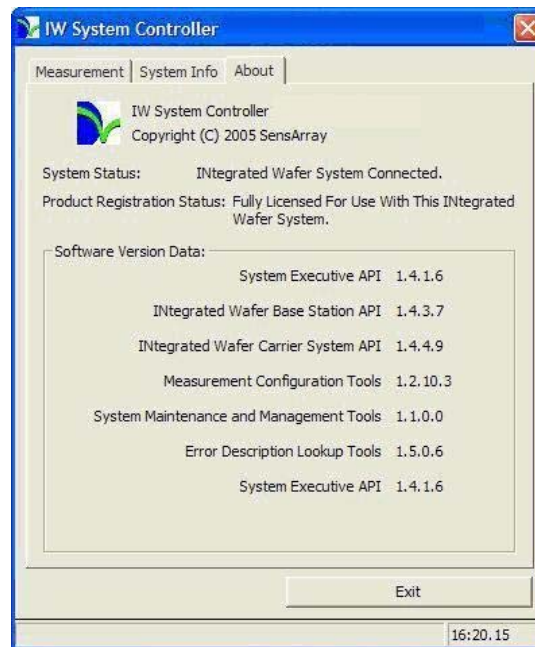 IW System Controller
Measurement System Info About
IW System Controller
Copyright (C) 2005 SensArray
System Status: INtegrated Wafer System Connected.
Product Registration Status: Fully Licensed For Use With This INtegrated
Wafer System.
Software Version Data:
System Executive API 1.4.1.6
INtegrated Wafer Base Station API 1.4.3.7
INtegrated Wafer Carrier System API 1.4.4.9
Measurement Configuration Tools 1.2.10.3
System Maintenance and Management Tools 1.1.0.0
Error Description Lookup Tools 1.5.0.6
System Executive API 1.4.1.6
Exit
16:20.15